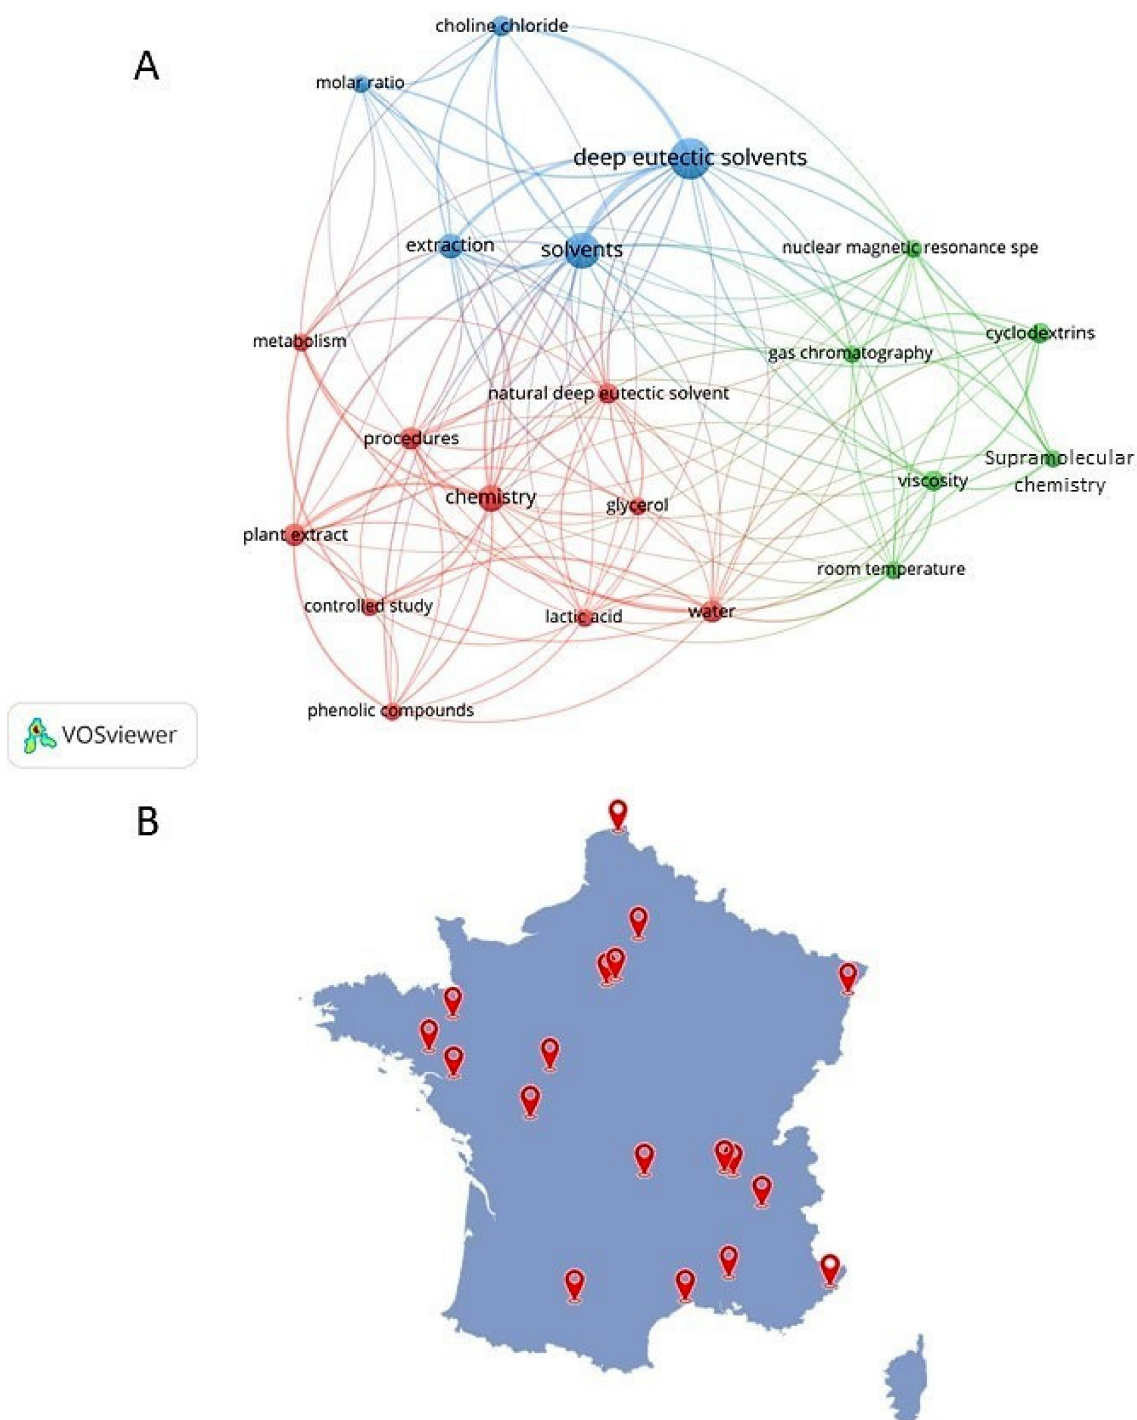 choline chloride
A
molar ratio
deep eutectic solvents
extraction
solvents
nuclear magnetic resonance spe
metabolism
cyclodextrins
gas chromatography
natural deep eutectic solvent
procedures
Supramolecular
chemistry
viscosity
chemistry
glycerol
plant extract
room temperature
controlled study
lactic acid
water
phenolic compounds
VOSviewer
B